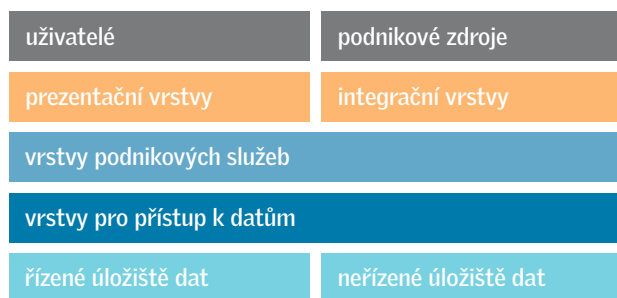 uživatelé
podnikové zdroje
prezentační vrstvy
integrační vrstvy
vrstvy podnikových služeb
vrstvy pro přístup k datům
řízené úložiště dat
neřízené úložiště dat